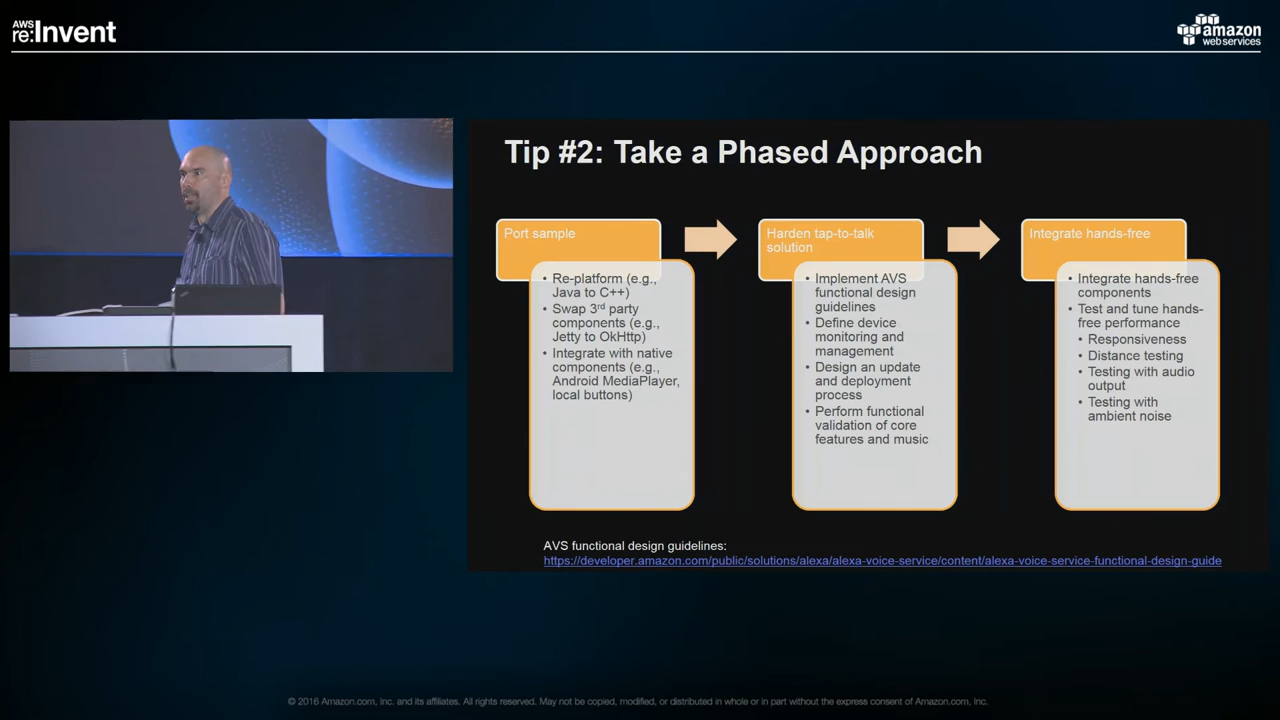 AWS
re:Invent
amazon
web services
Tip #2: Take a Phased Approach
Port sample
• Re-platform (e.g.,
Java to C++)
• Swap 3rd party
components (e.g.,
Jetty to OkHttp)
• Integrate with native
components (e.g.,
Android MediaPlayer,
local buttons)
Harden tap-to-talk
solution
• Implement AVS
functional design
guidelines
• Define device
monitoring and
management
• Design an update
and deployment
process
• Perform functional
validation of core
features and music
Integrate hands-free
• Integrate hands-free
components
• Test and tune hands-
free performance
• Responsiveness
• Distance testing
• Testing with audio
output
• Testing with
ambient noise
AVS functional design guidelines:
https://developer.amazon.com/public/solutions/alexa/alexa-voice-service/content/alexa-voice-service-functional-design-guide
© 2016 Amazon.com, Inc. and its affiliates. All rights reserved. May not be copied, modified, or distributed in whole or in part without the express consent of Amazon.com, Inc.